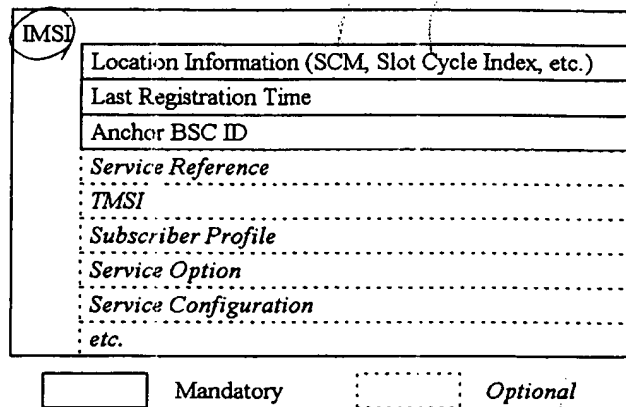 IMSI
Location Information (SCM, Slot Cycle Index, etc.)
Last Registration Time
Anchor BSC ID
Service Reference
TMSI
Subscriber Profile
Service Option
Service Configuration
etc.
Mandatory Optional